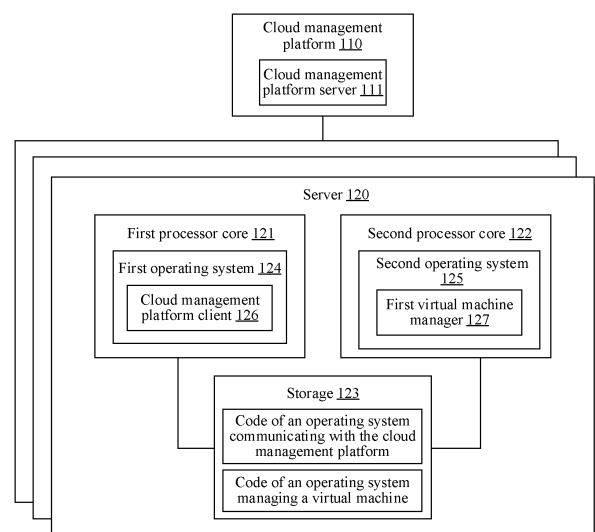 Cloud management
platform 110
Cloud management
platform server 111
Server 120
First processor core 121
First operating system 124
Cloud management
platform client 126
Second processor core 122
Second operating system
125
First virtual machine
manager 127
Storage 123
Code of an operating system
communicating with the cloud
management platform
Code of an operating system
managing a virtual machine